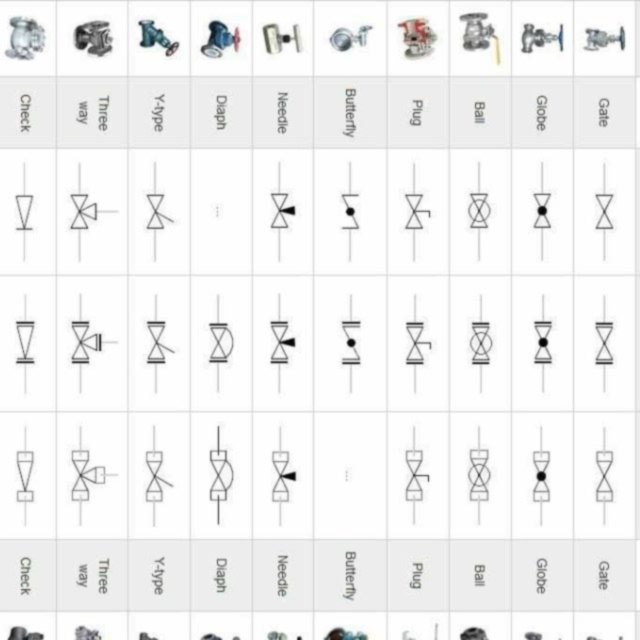 Gate
Gate
Globe
Globe
Ball
Ball
Plug
Plug
Butterfly
...
Butterfly
Needle
Needle
Diaph
...
Diaph
Y-type
Y-type
Three
way
Three
way
Check
Check